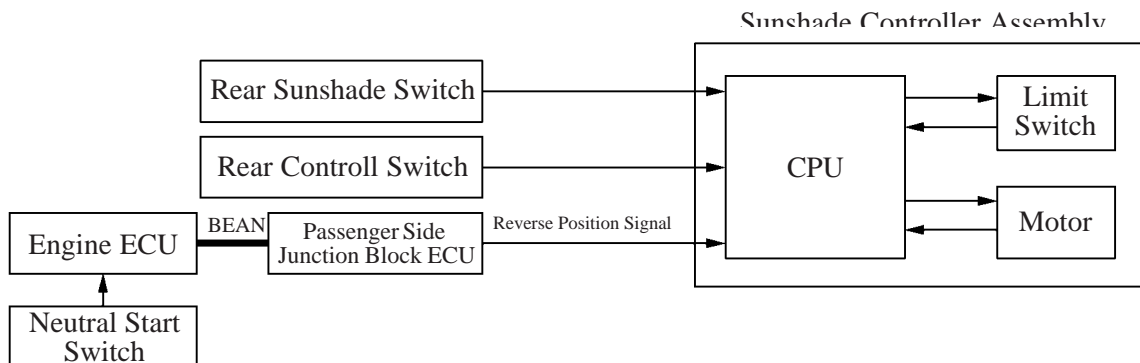 Sunshade Controller Assembly
Rear Sunshade Switch
Limit
Switch
Rear Controll Switch
CPU
BEAN
Passenger Side
Junction Block ECU
Reverse Position Signal
Motor
Engine ECU
Neutral Start
Switch